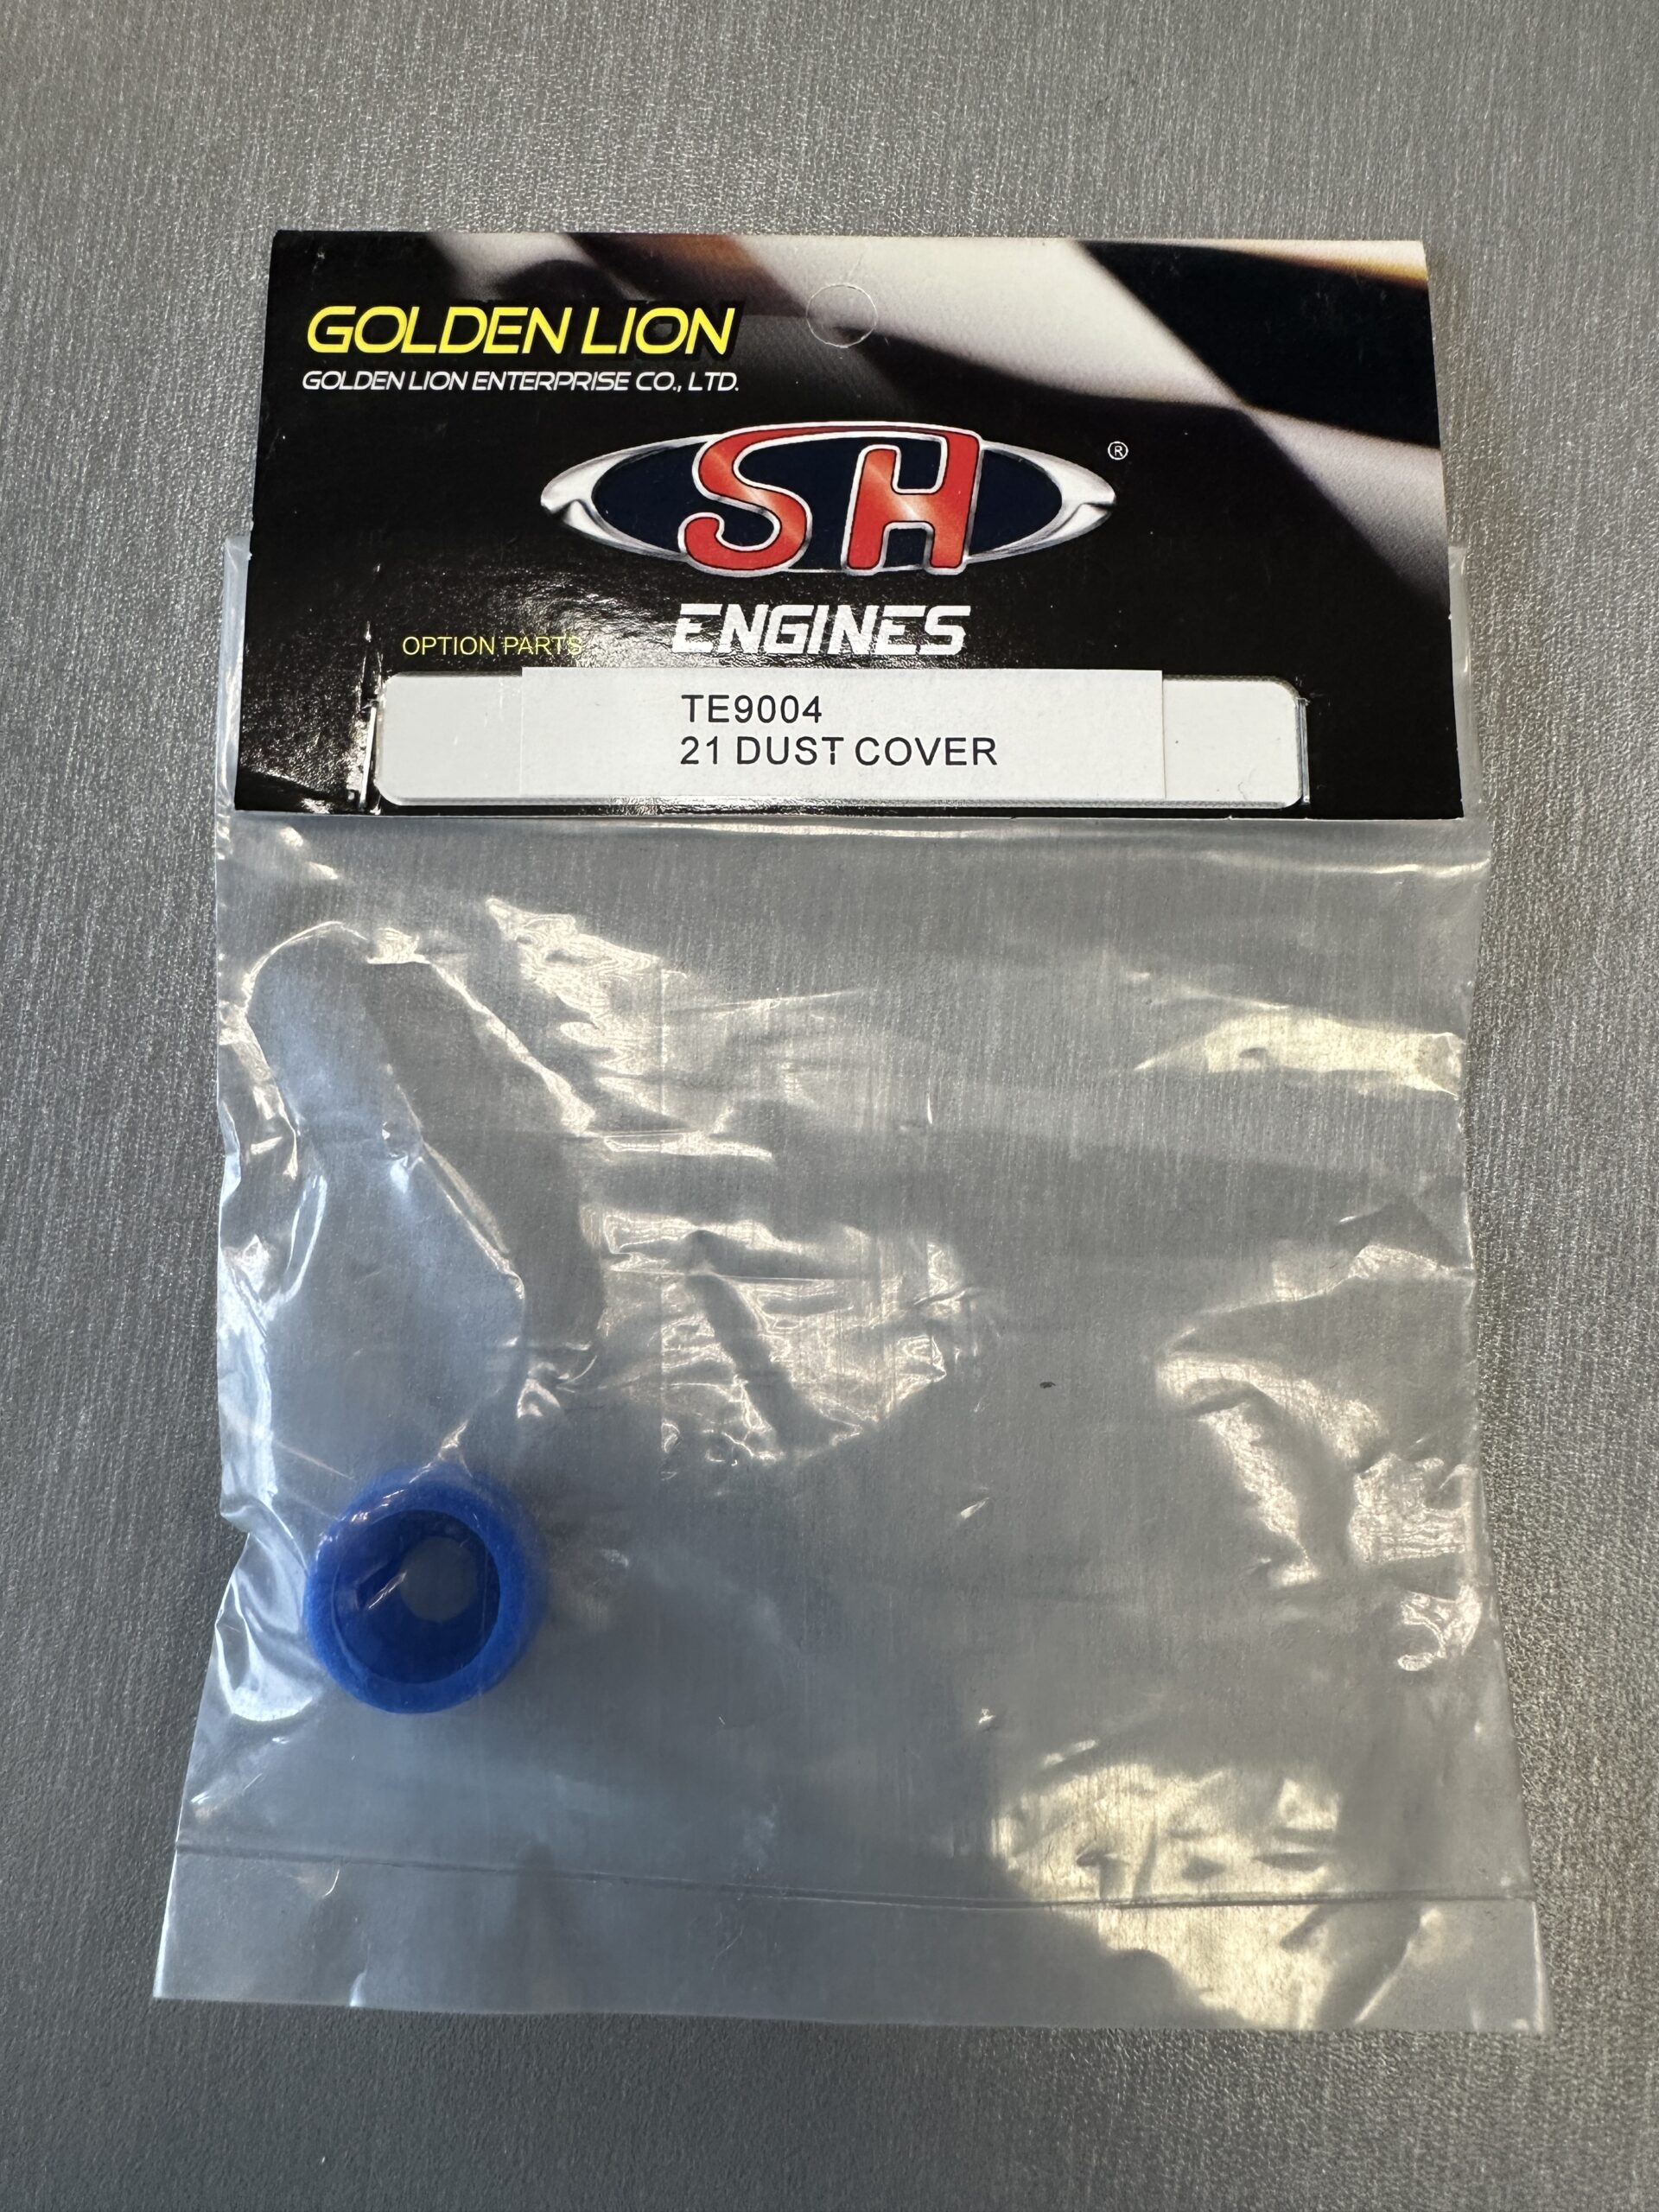 GOLDEN LION
GOLDEN LION ENTERPRISE CO., LTD.
SH ®
ENGINES
OPTION PARTS
TE9004
21 DUST COVER